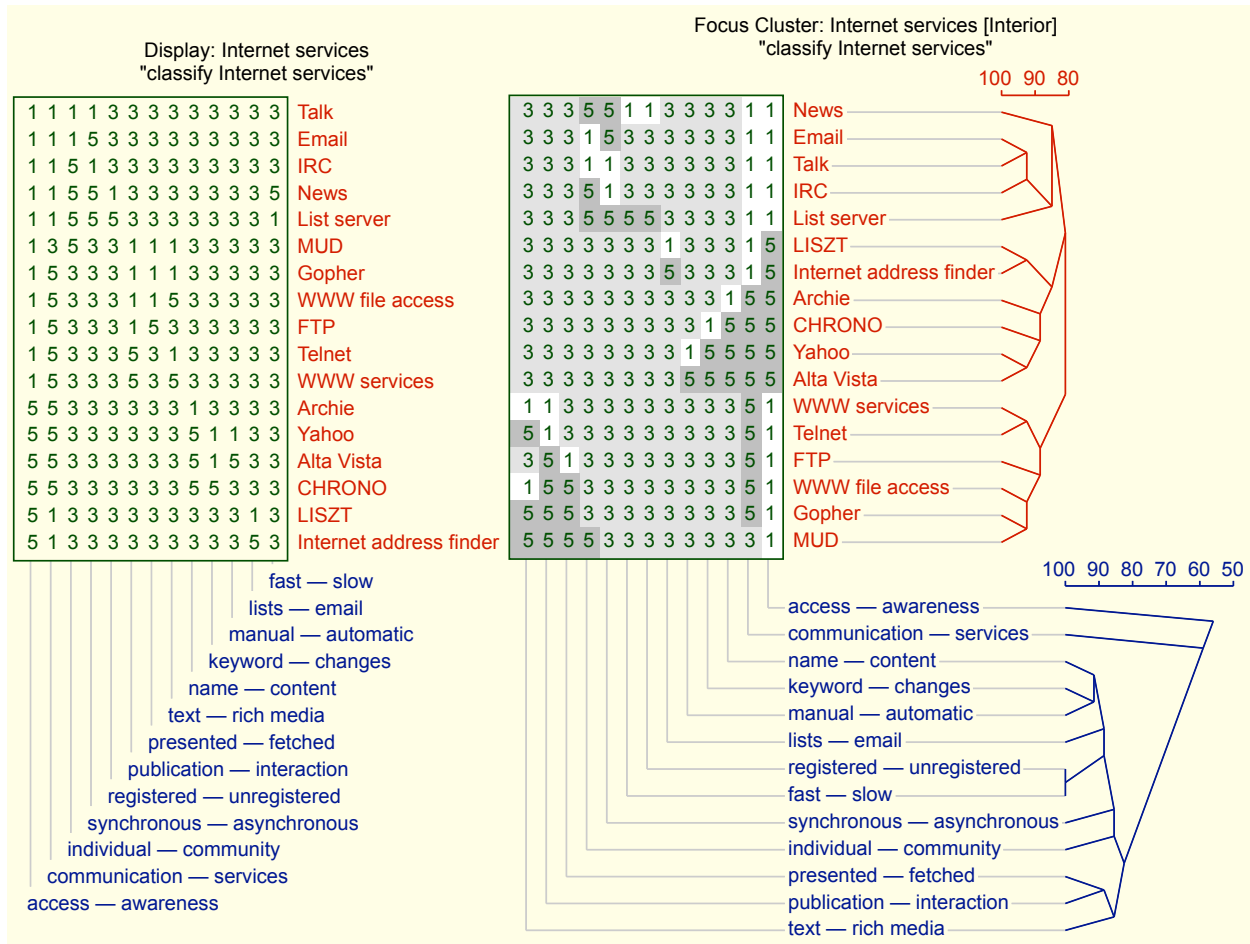 Display: Internet services
"classify Internet services"
1 1 1 1 3 3 3 3 3 3 3 3 3 Talk
1 1 1 5 3 3 3 3 3 3 3 3 3 Email
1 1 5 1 3 3 3 3 3 3 3 3 3 IRC
1 1 5 5 1 3 3 3 3 3 3 3 5 News
1 1 5 5 5 3 3 3 3 3 3 3 1 List server
1 3 5 3 3 1 1 1 3 3 3 3 3 MUD
1 5 3 3 3 1 1 1 3 3 3 3 3 Gopher
1 5 3 3 3 1 1 5 3 3 3 3 3 WWW file access
1 5 3 3 3 1 5 3 3 3 3 3 3 FTP
1 5 3 3 3 5 3 1 3 3 3 3 3 Telnet
1 5 3 3 3 5 3 5 3 3 3 3 3 WWW services
5 5 3 3 3 3 3 3 1 3 3 3 3 Archie
5 5 3 3 3 3 3 3 5 1 1 3 3 Yahoo
5 5 3 3 3 3 3 3 5 1 5 3 3 Alta Vista
5 5 3 3 3 3 3 3 5 5 3 3 3 CHRONO
5 1 3 3 3 3 3 3 3 3 3 1 3 LISZT
5 1 3 3 3 3 3 3 3 3 3 5 3 Internet address finder
fast — slow
lists — email
manual — automatic
keyword — changes
name — content
text — rich media
presented — fetched
publication — interaction
registered — unregistered
synchronous — asynchronous
individual — community
communication — services
access — awareness
Focus Cluster: Internet services [Interior]
"classify Internet services"
100 90 80
3 3 3 5 5 1 1 3 3 3 3 1 1 News
3 3 3 1 5 3 3 3 3 3 3 1 1 Email
3 3 3 1 1 3 3 3 3 3 3 1 1 Talk
3 3 3 5 1 3 3 3 3 3 3 1 1 IRC
3 3 3 5 5 5 5 3 3 3 3 1 1 List server
3 3 3 3 3 3 3 1 3 3 3 1 5 LISZT
3 3 3 3 3 3 3 5 3 3 3 1 5 Internet address finder
3 3 3 3 3 3 3 3 3 3 1 5 5 Archie
3 3 3 3 3 3 3 3 3 1 5 5 5 CHRONO
3 3 3 3 3 3 3 3 1 5 5 5 5 Yahoo
3 3 3 3 3 3 3 3 5 5 5 5 5 Alta Vista
1 1 3 3 3 3 3 3 3 3 3 5 1 WWW services
5 1 3 3 3 3 3 3 3 3 3 5 1 Telnet
3 5 1 3 3 3 3 3 3 3 3 5 1 FTP
1 5 5 3 3 3 3 3 3 3 3 5 1 WWW file access
5 5 5 3 3 3 3 3 3 3 3 5 1 Gopher
5 5 5 5 3 3 3 3 3 3 3 3 1 MUD
100 90 80 70 60 50
access — awareness
communication — services
name — content
keyword — changes
manual — automatic
lists — email
registered — unregistered
fast — slow
synchronous — asynchronous
individual — community
presented — fetched
publication — interaction
text — rich media